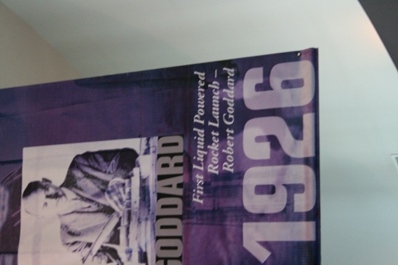 1926
First Liquid Powered
Rocket Launch –
Robert Goddard
GODDARD